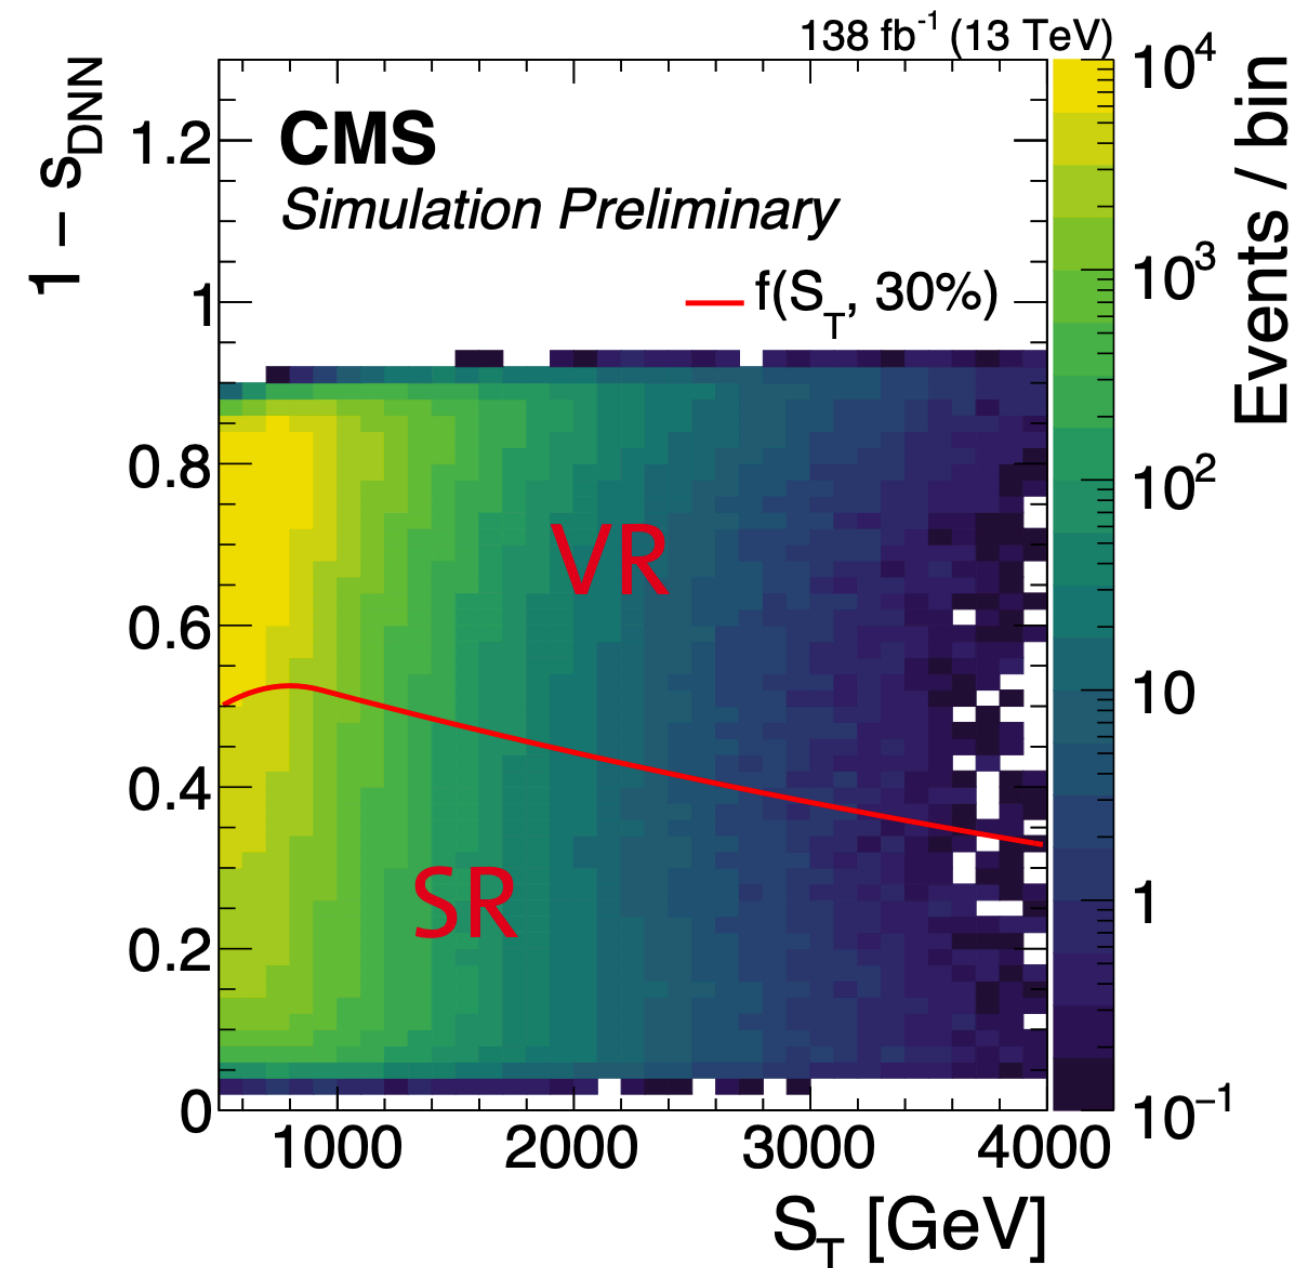 138 fb⁻¹ (13 TeV)
1 − s_DNN
CMS
Simulation Preliminary
f(S_T, 30%)
VR
SR
1.2
1
0.8
0.6
0.4
0.2
0
1000 2000 3000 4000
S_T [GeV]
10⁴
10³
10²
10
1
10⁻¹
Events / bin